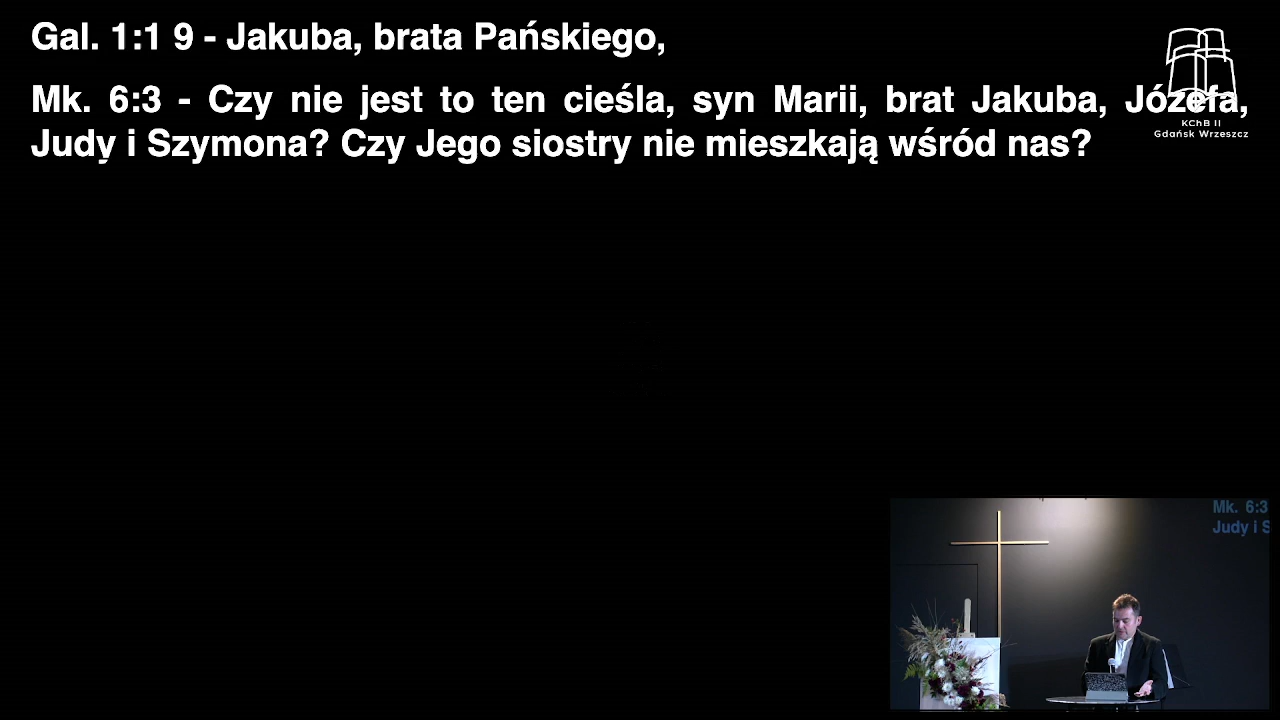 Gal. 1:1 9 - Jakuba, brata Pańskiego,
Mk. 6:3 - Czy nie jest to ten cieśla, syn Marii, brat Jakuba, Józefa,
Judy i Szymona? Czy Jego siostry nie mieszkają wśród nas?
KChB II
Gdańsk Wrzeszcz
Mk. 6:3
Judy i S